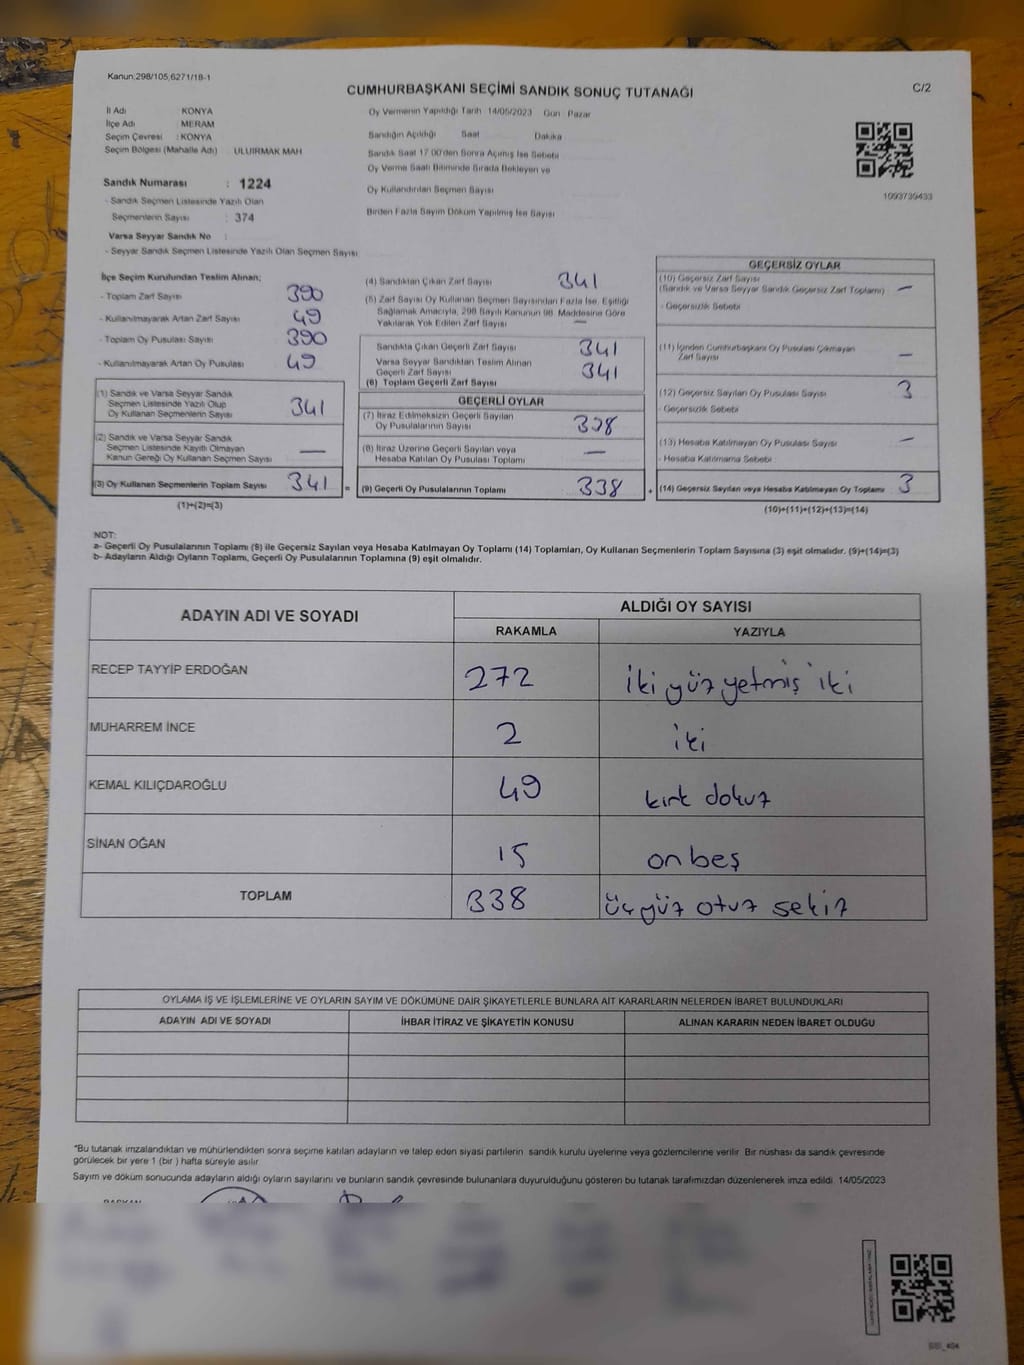 Kanun:298/105,6271/18-1
C/2
CUMHURBAŞKANI SEÇİMİ SANDIK SONUÇ TUTANAĞI
İl Adı : KONYA
İlçe Adı : MERAM
Seçim Çevresi : KONYA
Seçim Bölgesi (Mahalle Adı) : ULUIRMAK MAH
Sandık Numarası : 1224
- Sandık Seçmen Listesinde Yazılı Olan
Seçmenlerin Sayısı : 374
Varsa Seyyar Sandık No :
- Seyyar Sandık Seçmen Listesinde Yazılı Olan Seçmen Sayısı
Oy Vermenin Yapıldığı Tarih 14/05/2023 Gün Pazar
Sandığın Açıldığı Saat Dakika
Sandık Saat 17.00'den Sonra Açımış İse Sebebi
Oy Verme Saati Bitiminde Sırada Bekleyen ve
Oy Kullandırılan Seçmen Sayısı
Birden Fazla Sayım Döküm Yapılmış İse Sayısı
1093739433
İlçe Seçim Kurulundan Teslim Alınan;
- Toplam Zarf Sayısı 390
- Kullanılmayarak Artan Zarf Sayısı 49
- Toplam Oy Pusulası Sayısı 390
- Kullanılmayarak Artan Oy Pusulası 49
(1) Sandık ve Varsa Seyyar Sandık
Seçmen Listesinde Yazılı Olup
Oy Kullanan Seçmenlerin Sayısı 341
(2) Sandık ve Varsa Seyyar Sandık
Seçmen Listesinde Kayıtlı Olmayan
Kanun Gereği Oy Kullanan Seçmen Sayısı —
(3) Oy Kullanan Seçmenlerin Toplam Sayısı 341 =
(1)+(2)=(3)
(4) Sandıktan Çıkan Zarf Sayısı 341
(5) Zarf Sayısı Oy Kullanan Seçmen Sayısından Fazla İse, Eşitliği
Sağlamak Amacıyla, 298 Sayılı Kanunun 98. Maddesine Göre
Yakılarak Yok Edilen Zarf Sayısı —
Sandıkta Çıkan Geçerli Zarf Sayısı 341
Varsa Seyyar Sandıktan Teslim Alınan
Geçerli Zarf Sayısı 341
(6) Toplam Geçerli Zarf Sayısı
GEÇERLİ OYLAR
(7) İtiraz Edilmeksizin Geçerli Sayılan
Oy Pusulalarının Sayısı 338
(8) İtiraz Üzerine Geçerli Sayılan veya
Hesaba Katılan Oy Pusulası Toplamı —
(9) Geçerli Oy Pusulalarının Toplamı 338 +
GEÇERSİZ OYLAR
(10) Geçersiz Zarf Sayısı
(Sandık ve Varsa Seyyar Sandık Geçersiz Zarf Toplamı) —
- Geçersizlik Sebebi
(11) İçinden Cumhurbaşkanı Oy Pusulası Çıkmayan
Zarf Sayısı —
(12) Geçersiz Sayılan Oy Pusulası Sayısı 3
- Geçersizlik Sebebi
(13) Hesaba Katılmayan Oy Pusulası Sayısı —
- Hesaba Katılmama Sebebi
(14) Geçersiz Sayılan veya Hesaba Katılmayan Oy Toplamı 3
(10)+(11)+(12)+(13)=(14)
NOT:
a- Geçerli Oy Pusulalarının Toplamı (9) ile Geçersiz Sayılan veya Hesaba Katılmayan Oy Toplamı (14) Toplamları, Oy Kullanan Seçmenlerin Toplam Sayısına (3) eşit olmalıdır. (9)+(14)=(3)
b- Adayların Aldığı Oyların Toplamı, Geçerli Oy Pusulalarının Toplamına (9) eşit olmalıdır.
ADAYIN ADI VE SOYADI ALDIĞI OY SAYISI
RAKAMLA YAZIYLA
RECEP TAYYİP ERDOĞAN 272 iki yüz yetmiş iki
MUHARREM İNCE 2 iki
KEMAL KILIÇDAROĞLU 49 kırk dokuz
SİNAN OĞAN 15 on beş
TOPLAM 338 üç yüz otuz sekiz
OYLAMA İŞ VE İŞLEMLERİNE VE OYLARIN SAYIM VE DÖKÜMÜNE DAİR ŞİKAYETLERLE BUNLARA AİT KARARLARIN NELERDEN İBARET BULUNDUKLARI
ADAYIN ADI VE SOYADI İHBAR İTİRAZ VE ŞİKAYETİN KONUSU ALINAN KARARIN NEDEN İBARET OLDUĞU
*Bu tutanak imzalandıktan ve mühürlendikten sonra seçime katılan adayların ve talep eden siyasi partilerin sandık kurulu üyelerine veya gözlemcilerine verilir. Bir nüshası da sandık çevresinde
görülecek bir yere 1 (bir ) hafta süreyle asılır.
Sayım ve döküm sonucunda adayların aldığı oyların sayılarını ve bunların sandık çevresinde bulunanlara duyurulduğunu gösteren bu tutanak tarafımızdan düzenlenerek imza edildi. 14/05/2023
BAŞKAN